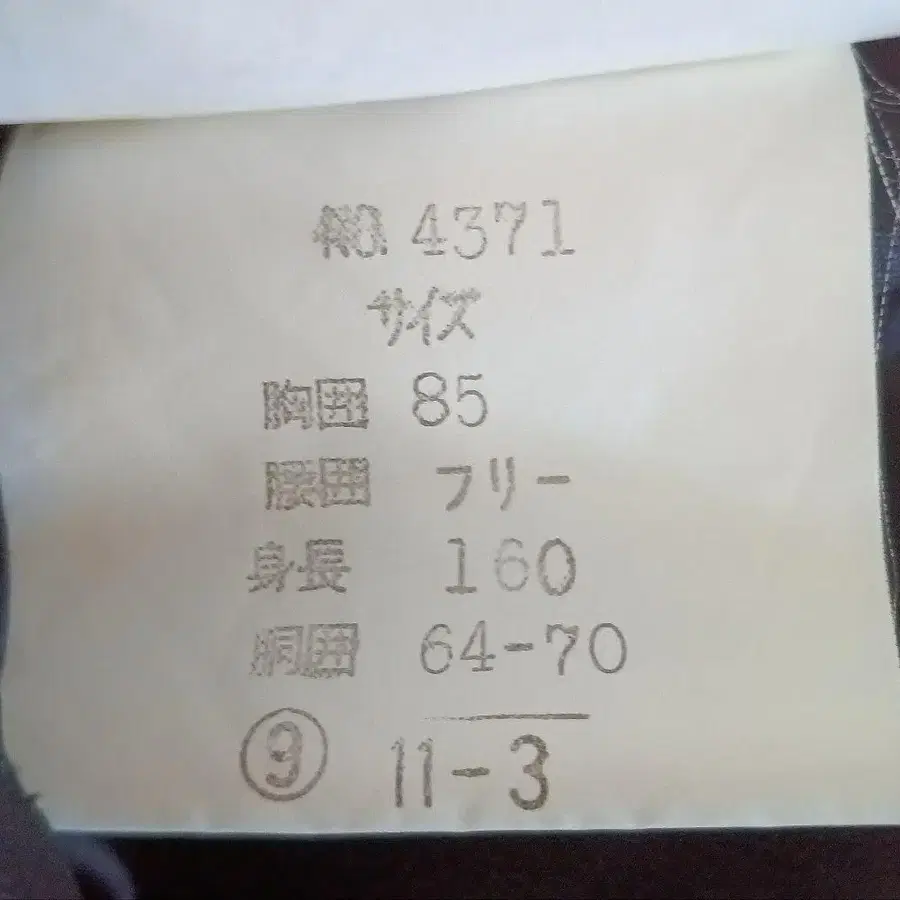 NO. 4371
サイズ
胸囲 85
腰囲 フリー
身長 160
胴囲 64-70
⑨ 11-3